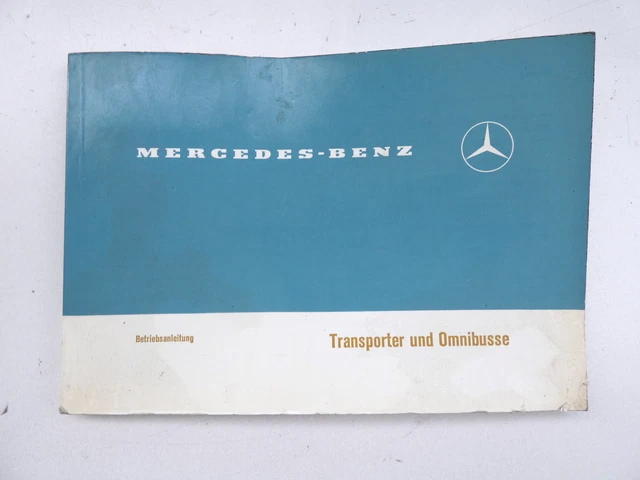 MERCEDES-BENZ
Betriebsanleitung
Transporter und Omnibusse